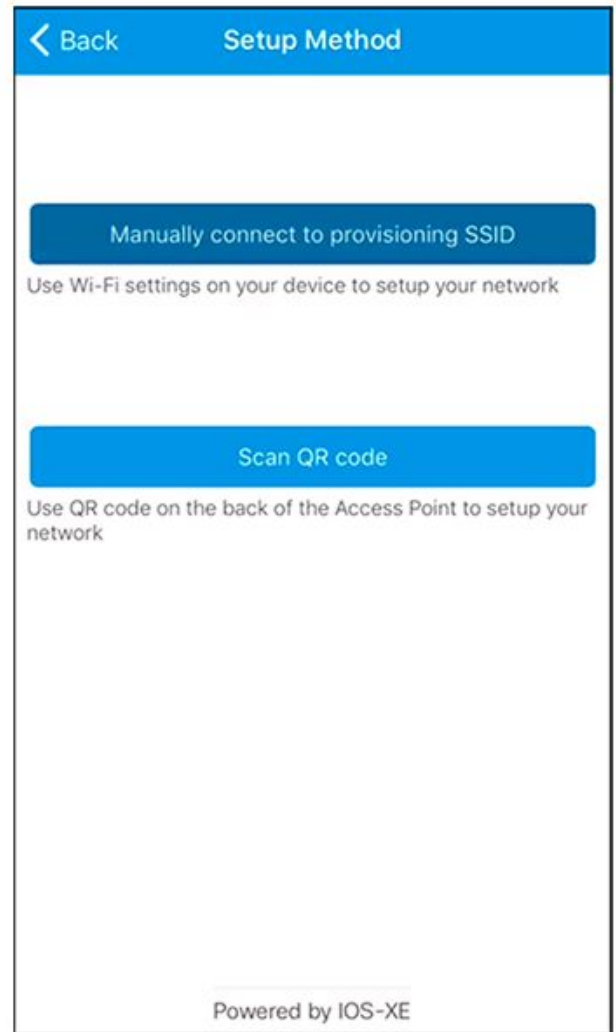 Back
Setup Method
Manually connect to provisioning SSID
Use Wi-Fi settings on your device to setup your network
Scan QR code
Use QR code on the back of the Access Point to setup your
network
Powered by IOS-XE